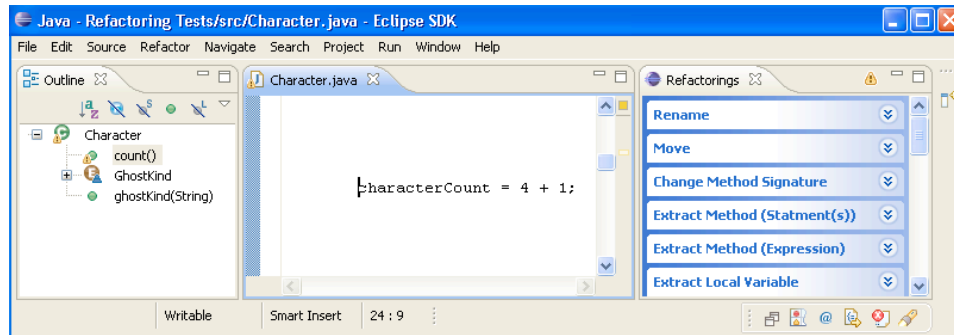 Java - Refactoring Tests/src/Character.java - Eclipse SDK
File Edit Source Refactor Navigate Search Project Run Window Help
Outline
Character
count()
GhostKind
ghostKind(String)
Character.java
characterCount = 4 + 1;
Refactorings
Rename
Move
Change Method Signature
Extract Method (Statment(s))
Extract Method (Expression)
Extract Local Variable
Writable Smart Insert 24 : 9